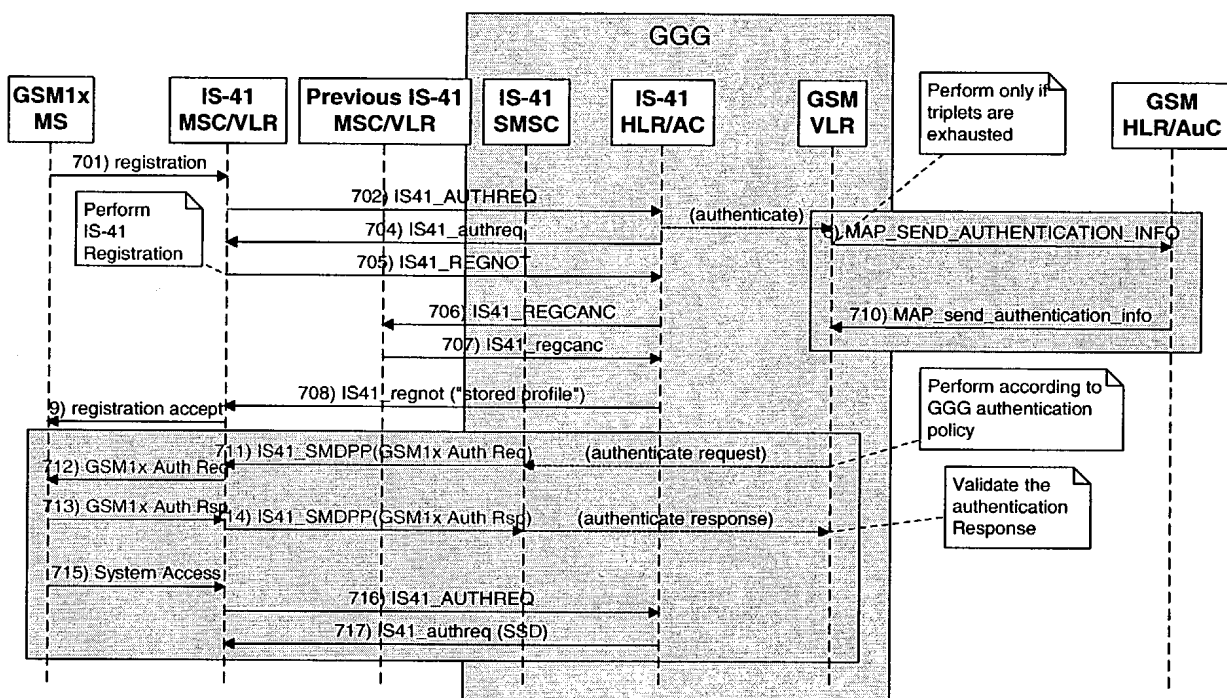 GGG
GSM1x
MS
IS-41
MSC/VLR
Previous IS-41
MSC/VLR
IS-41
SMSC
IS-41
HLR/AC
GSM
VLR
Perform only if
triplets are
exhausted
GSM
HLR/AuC
701) registration
702) IS41_AUTHREQ
(authenticate)
Perform
IS-41
Registration
704) IS41_authreq
) MAP_SEND_AUTHENTICATION_INFO
705) IS41_REGNOT
706) IS41_REGCANC
710) MAP_send_authentication_info
707) IS41_regcanc
708) IS41_regnot ("stored profile")
9) registration accept
Perform according to
GGG authentication
policy
711) IS41_SMDPP(GSM1x Auth Req)
(authenticate request)
712) GSM1x Auth Req
713) GSM1x Auth Rsp
14) IS41_SMDPP(GSM1x Auth Rsp)
(authenticate response)
Validate the
authentication
Response
715) System Access
716) IS41_AUTHREQ
717) IS41_authreq (SSD)